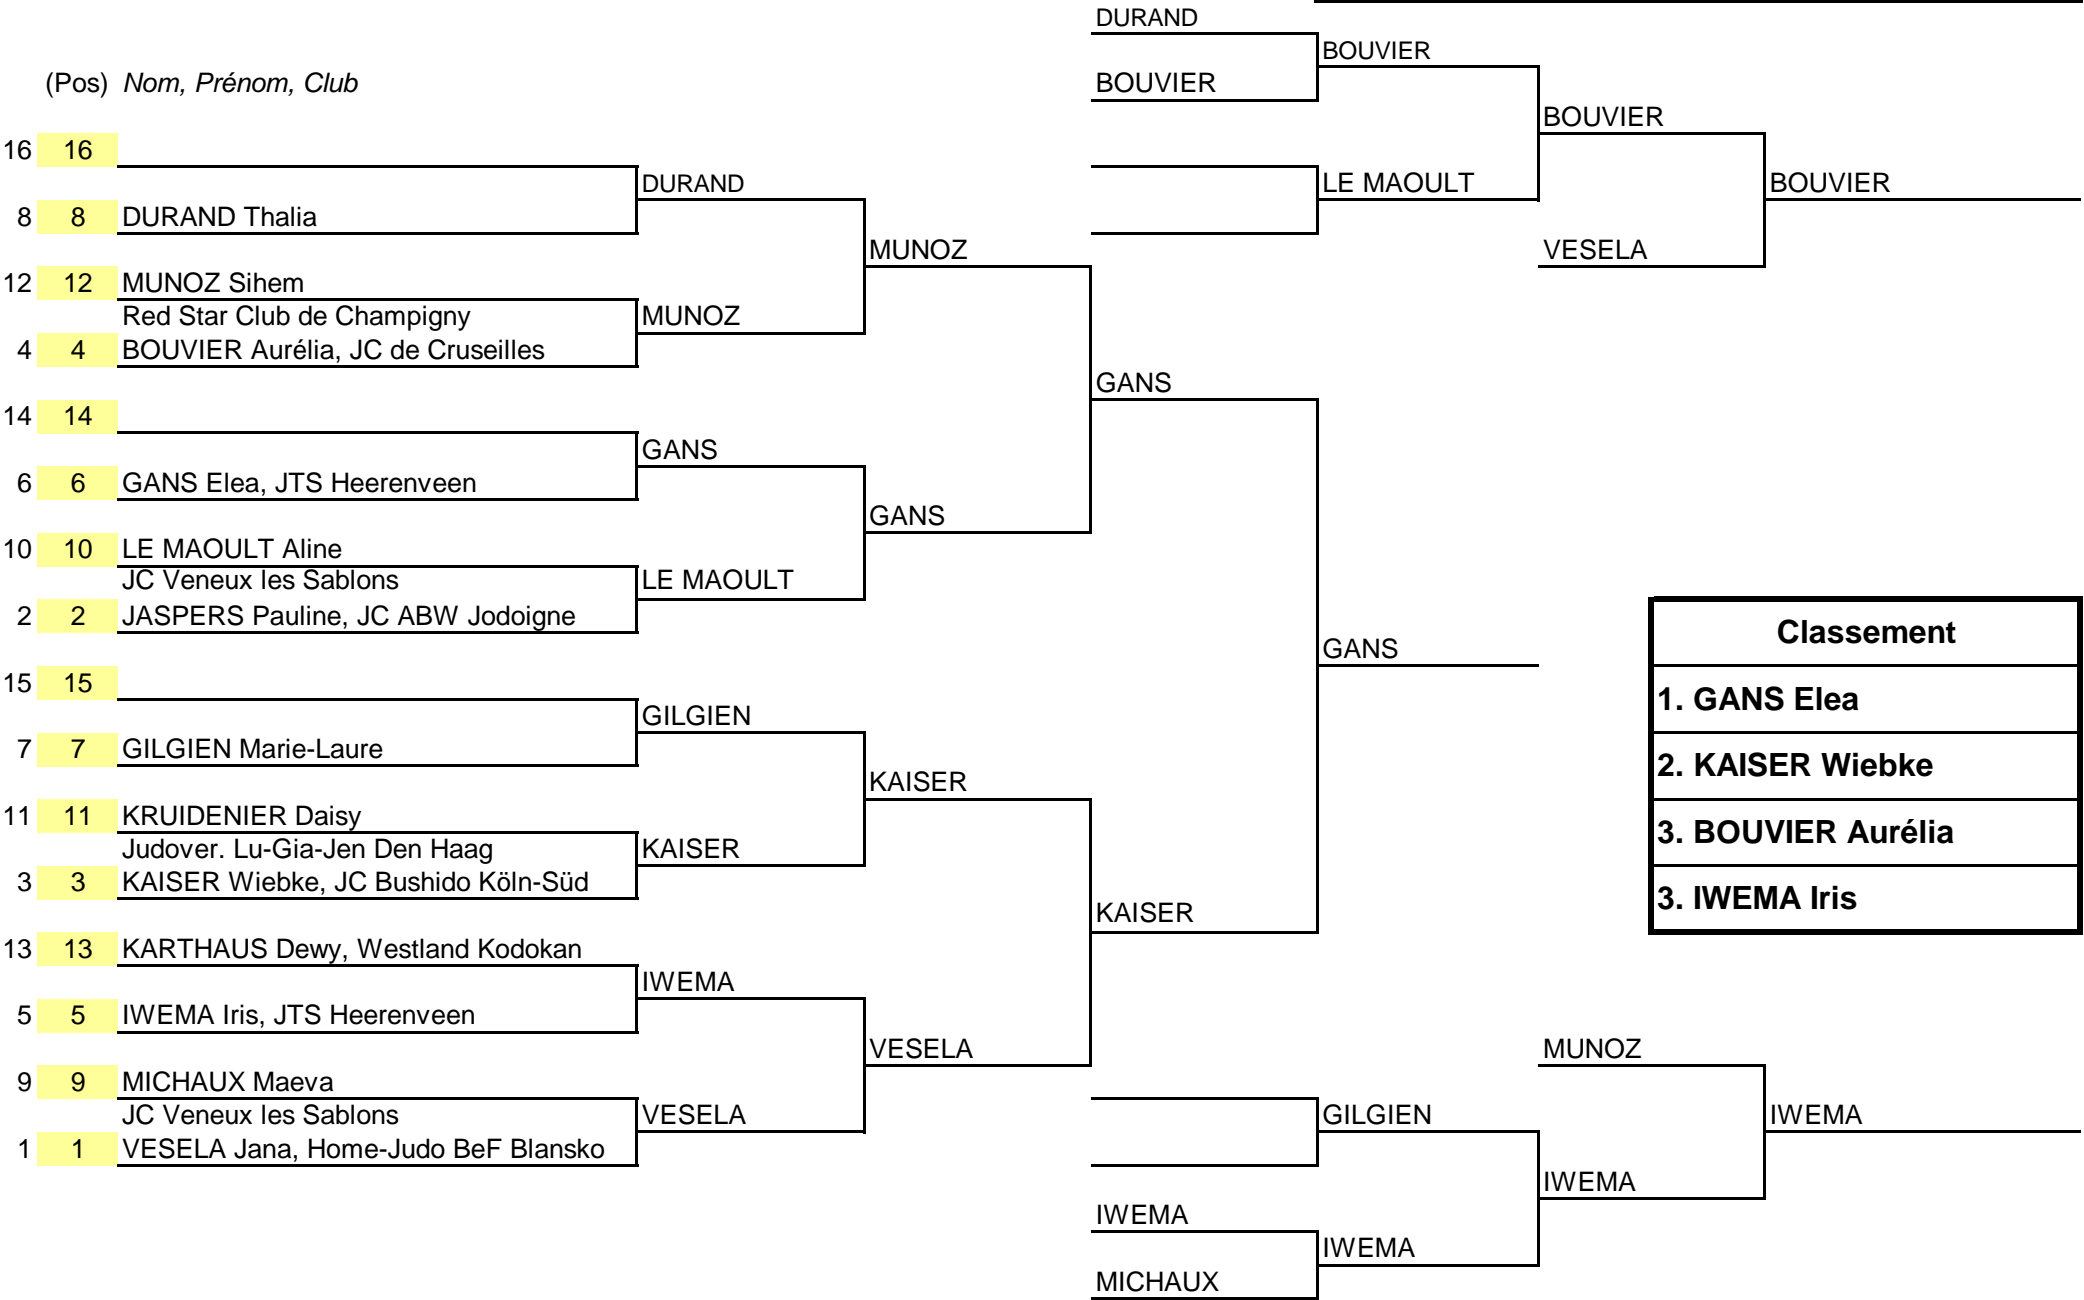 DURAND
BOUVIER
(Pos) Nom, Prénom, Club
BOUVIER
BOUVIER
16 16
DURAND
LE MAOULT
BOUVIER
8 8 DURAND Thalia
MUNOZ
VESELA
12 12 MUNOZ Sihem
Red Star Club de Champigny
MUNOZ
4 4 BOUVIER Aurélia, JC de Cruseilles
GANS
14 14
GANS
6 6 GANS Elea, JTS Heerenveen
GANS
10 10 LE MAOULT Aline
JC Veneux les Sablons
LE MAOULT
2 2 JASPERS Pauline, JC ABW Jodoigne
Classement
GANS
15 15
1. GANS Elea
GILGIEN
7 7 GILGIEN Marie-Laure
2. KAISER Wiebke
KAISER
11 11 KRUIDENIER Daisy
3. BOUVIER Aurélia
Judover. Lu-Gia-Jen Den Haag
KAISER
3 3 KAISER Wiebke, JC Bushido Köln-Süd
3. IWEMA Iris
KAISER
13 13 KARTHAUS Dewy, Westland Kodokan
IWEMA
5 5 IWEMA Iris, JTS Heerenveen
VESELA
MUNOZ
9 9 MICHAUX Maeva
JC Veneux les Sablons
VESELA
GILGIEN
IWEMA
1 1 VESELA Jana, Home-Judo BeF Blansko
IWEMA
IWEMA
IWEMA
MICHAUX